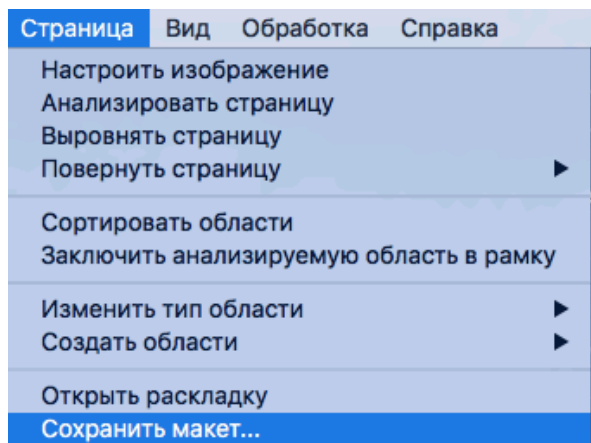 Страница Вид Обработка Справка
Настроить изображение
Анализировать страницу
Выровнять страницу
Повернуть страницу ▶
Сортировать области
Заключить анализируемую область в рамку
Изменить тип области ▶
Создать области ▶
Открыть раскладку
Сохранить макет...